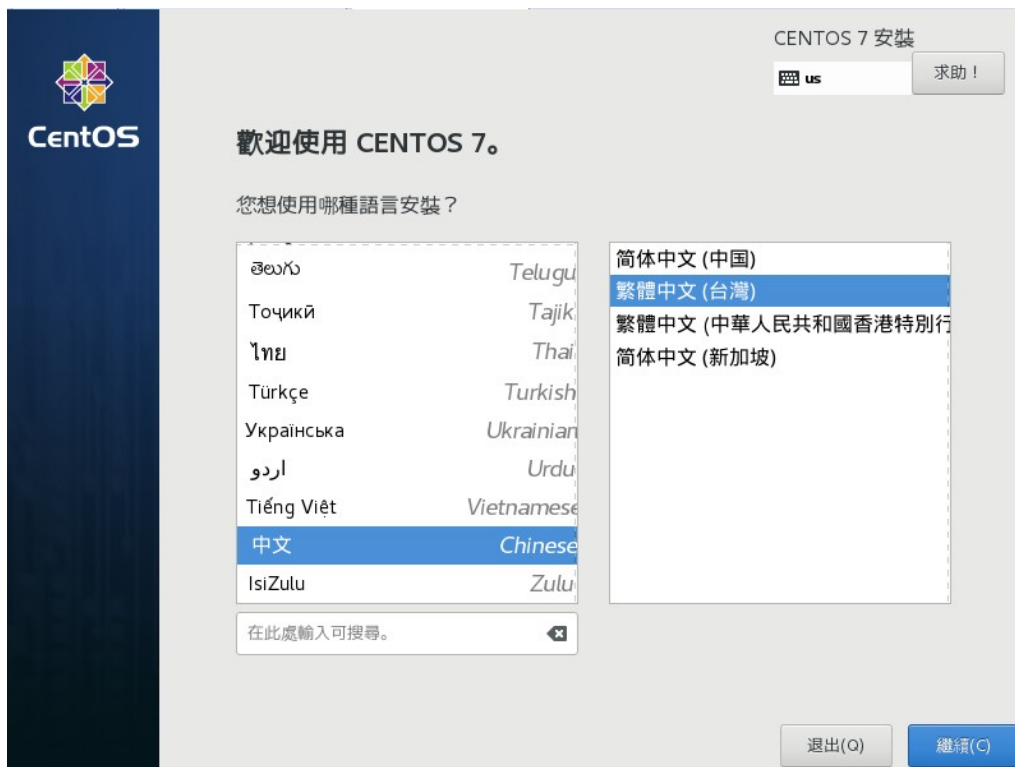 CENTOS 7 安裝
us
求助！
CentOS
歡迎使用 CENTOS 7。
您想使用哪種語言安裝？
తెలుగు Telugu
Тоҷикӣ Tajik
ไทย Thai
Türkçe Turkish
Українська Ukrainian
اردو Urdu
Tiếng Việt Vietnamese
中文 Chinese
IsiZulu Zulu
简体中文 (中国)
繁體中文 (台灣)
繁體中文 (中華人民共和國香港特別行
简体中文 (新加坡)
在此處輸入可搜尋。
退出(Q)
繼續(C)